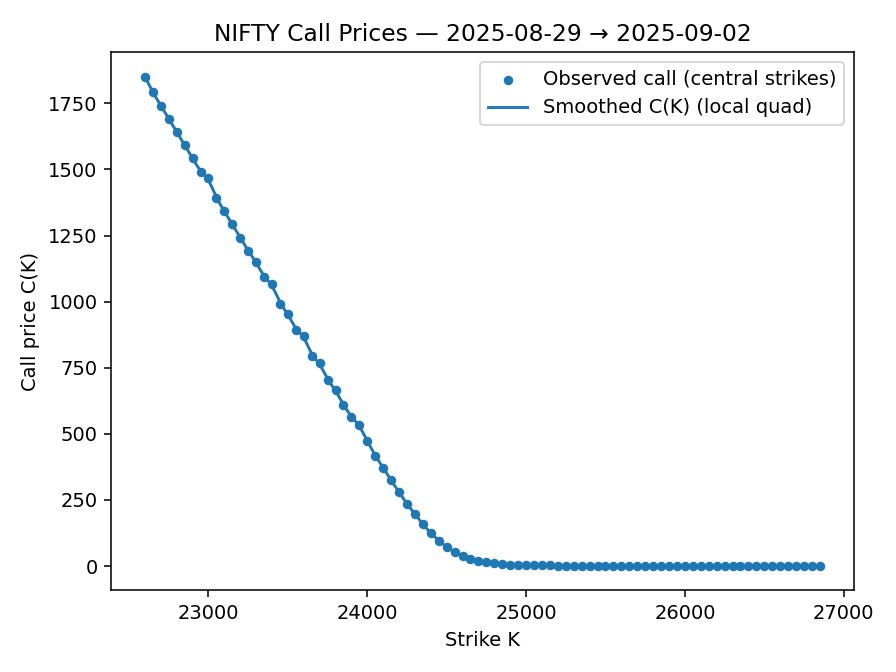 NIFTY Call Prices — 2025-08-29 → 2025-09-02
Observed call (central strikes)
Smoothed C(K) (local quad)
Call price C(K)
1750
1500
1250
1000
750
500
250
0
23000 24000 25000 26000 27000
Strike K